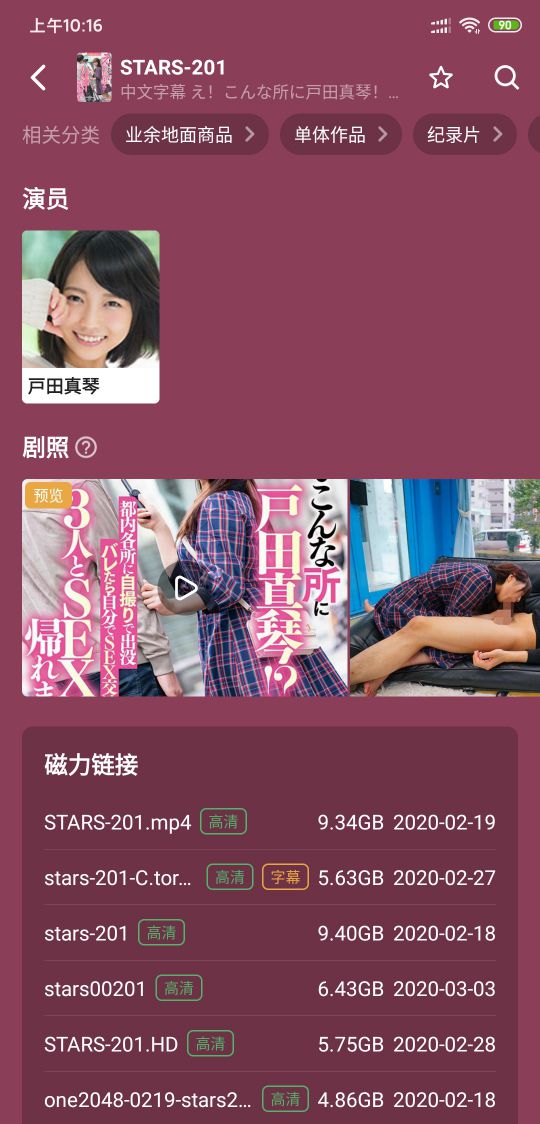 上午10:16
90
STARS-201
中文字幕 え！こんな所に戸田真琴！...
相关分类
业余地面商品
单体作品
纪录片
演员
戸田真琴
剧照
预览
こんな所に
戸田真琴!?
都内各所に自撮りで出没
バレたら自分でSEX交
3人とSEX
帰れま
磁力链接
STARS-201.mp4 高清 9.34GB 2020-02-19
stars-201-C.tor... 高清 字幕 5.63GB 2020-02-27
stars-201 高清 9.40GB 2020-02-18
stars00201 高清 6.43GB 2020-03-03
STARS-201.HD 高清 5.75GB 2020-02-28
one2048-0219-stars2... 高清 4.86GB 2020-02-18